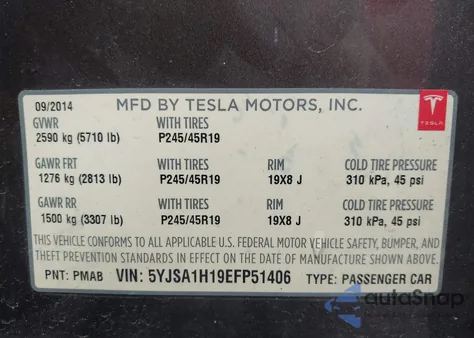 09/2014 MFD BY TESLA MOTORS, INC.
TESLA
GVWR WITH TIRES
2590 kg (5710 lb) P245/45R19
GAWR FRT WITH TIRES RIM COLD TIRE PRESSURE
1276 kg (2813 lb) P245/45R19 19X8 J 310 kPa, 45 psi
GAWR RR WITH TIRES RIM COLD TIRE PRESSURE
1500 kg (3307 lb) P245/45R19 19X8 J 310 kPa, 45 psi
THIS VEHICLE CONFORMS TO ALL APPLICABLE U.S. FEDERAL MOTOR VEHICLE SAFETY, BUMPER, AND
THEFT PREVENTION STANDARDS IN EFFECT ON THE DATE OF MANUFACTURE SHOWN ABOVE.
PNT: PMAB VIN: 5YJSA1H19EFP51406 TYPE: PASSENGER CAR
autoSnap